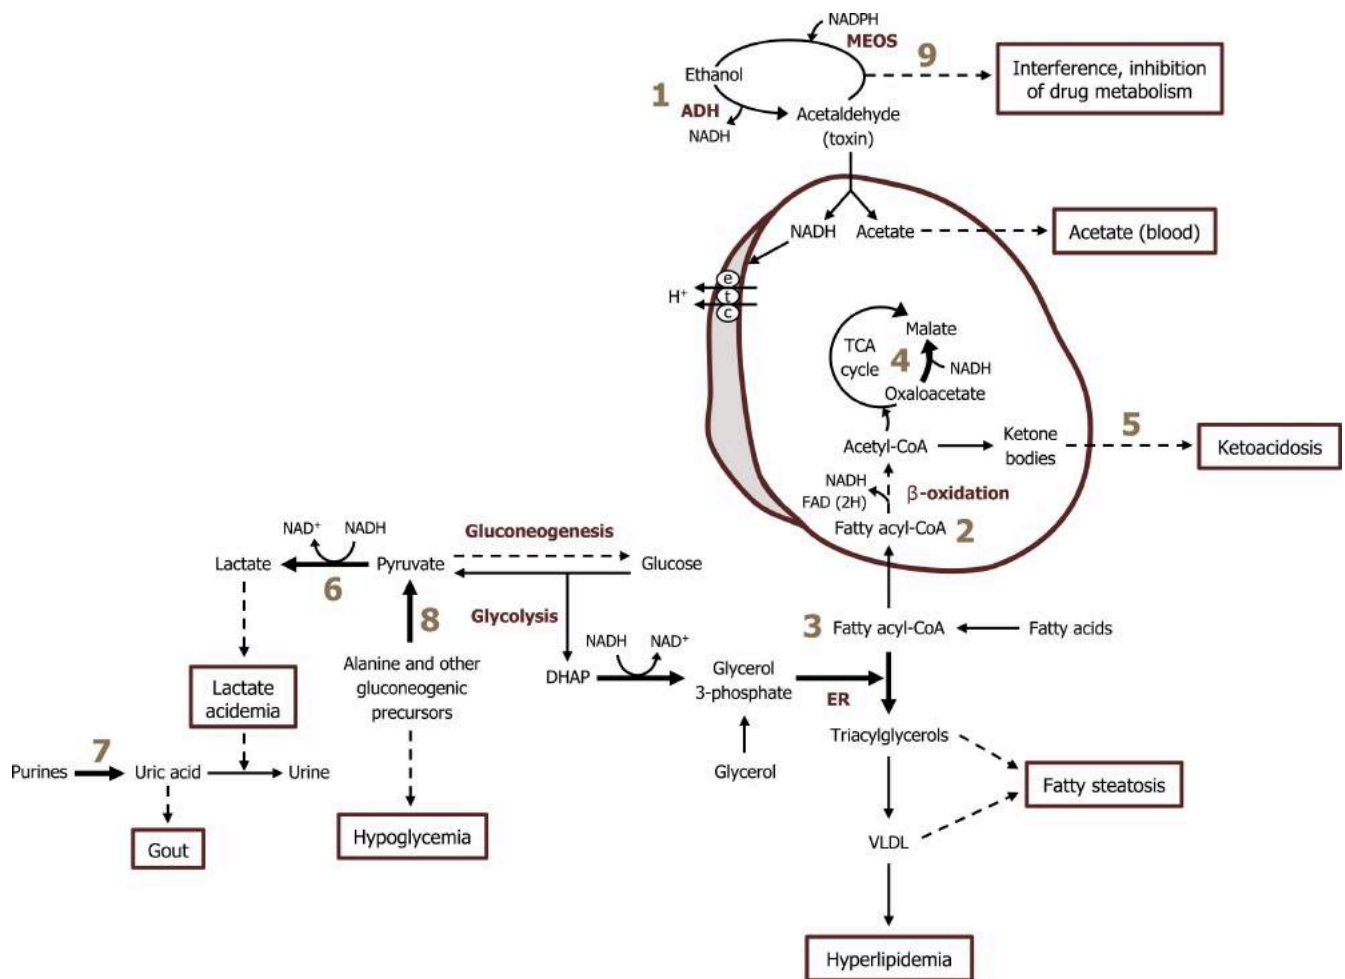 NADPH
MEOS
9
Interference, inhibition
of drug metabolism
Ethanol
1
ADH
NADH
Acetaldehyde
(toxin)
NADH
Acetate
Acetate (blood)
e
t
c
H⁺
Malate
TCA
cycle
4
NADH
Oxaloacetate
Acetyl-CoA
Ketone
bodies
5
Ketoacidosis
NADH
FAD (2H)
β-oxidation
Fatty acyl-CoA
2
NAD⁺
NADH
Gluconeogenesis
Lactate
Pyruvate
Glucose
6
8
Glycolysis
3
Fatty acyl-CoA
Fatty acids
NADH
NAD⁺
DHAP
Glycerol
3-phosphate
ER
Alanine and other
gluconeogenic
precursors
Lactate
acidemia
Triacylglycerols
Glycerol
7
Purines
Uric acid
Urine
Fatty steatosis
Gout
Hypoglycemia
VLDL
Hyperlipidemia